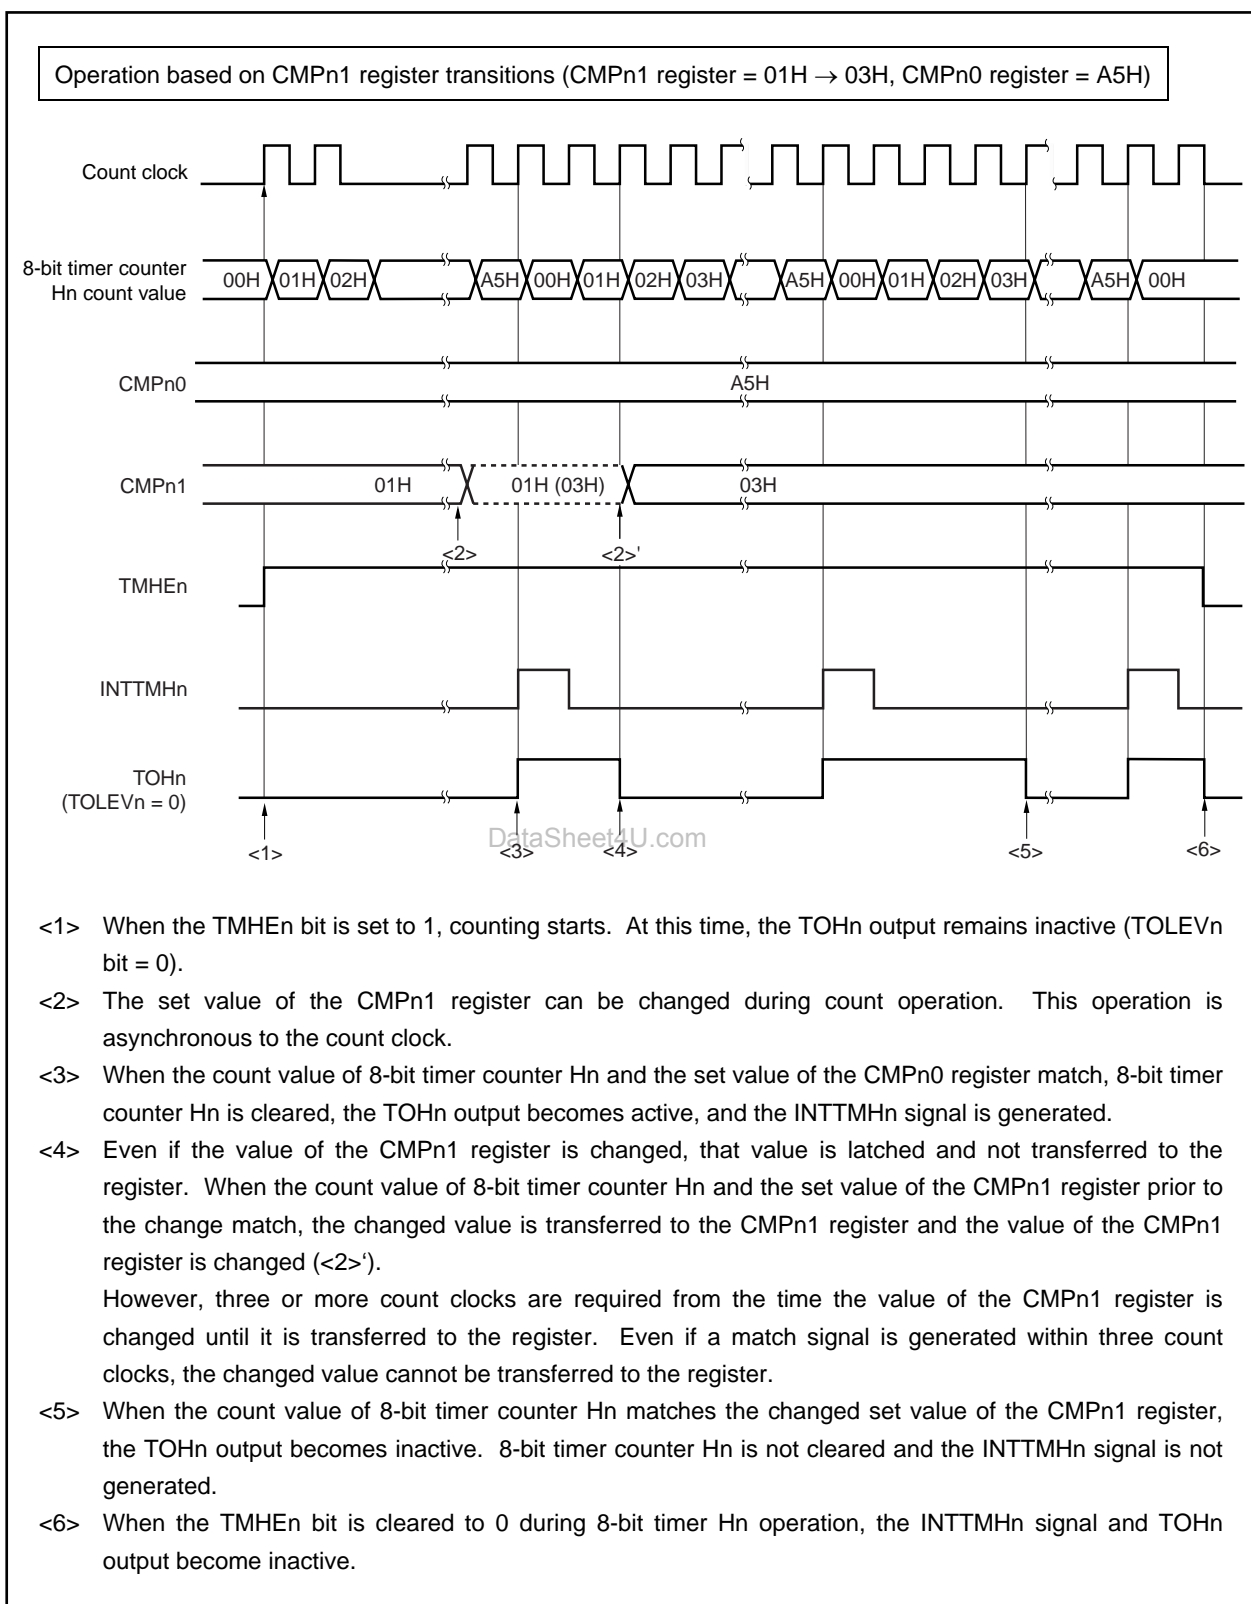 Operation based on CMPn1 register transitions (CMPn1 register = 01H → 03H, CMPn0 register = A5H)
Count clock
8-bit timer counter
Hn count value
00H 01H 02H A5H 00H 01H 02H 03H A5H 00H 01H 02H 03H A5H 00H
CMPn0
A5H
CMPn1
01H 01H (03H) 03H
<2> <2>'
TMHEn
INTTMHn
TOHn
(TOLEVn = 0)
DataSheet4U.com
<1> <3> <4> <5> <6>
<1> When the TMHEn bit is set to 1, counting starts. At this time, the TOHn output remains inactive (TOLEVn
bit = 0).
<2> The set value of the CMPn1 register can be changed during count operation. This operation is
asynchronous to the count clock.
<3> When the count value of 8-bit timer counter Hn and the set value of the CMPn0 register match, 8-bit timer
counter Hn is cleared, the TOHn output becomes active, and the INTTMHn signal is generated.
<4> Even if the value of the CMPn1 register is changed, that value is latched and not transferred to the
register. When the count value of 8-bit timer counter Hn and the set value of the CMPn1 register prior to
the change match, the changed value is transferred to the CMPn1 register and the value of the CMPn1
register is changed (<2>‘).
However, three or more count clocks are required from the time the value of the CMPn1 register is
changed until it is transferred to the register. Even if a match signal is generated within three count
clocks, the changed value cannot be transferred to the register.
<5> When the count value of 8-bit timer counter Hn matches the changed set value of the CMPn1 register,
the TOHn output becomes inactive. 8-bit timer counter Hn is not cleared and the INTTMHn signal is not
generated.
<6> When the TMHEn bit is cleared to 0 during 8-bit timer Hn operation, the INTTMHn signal and TOHn
output become inactive.